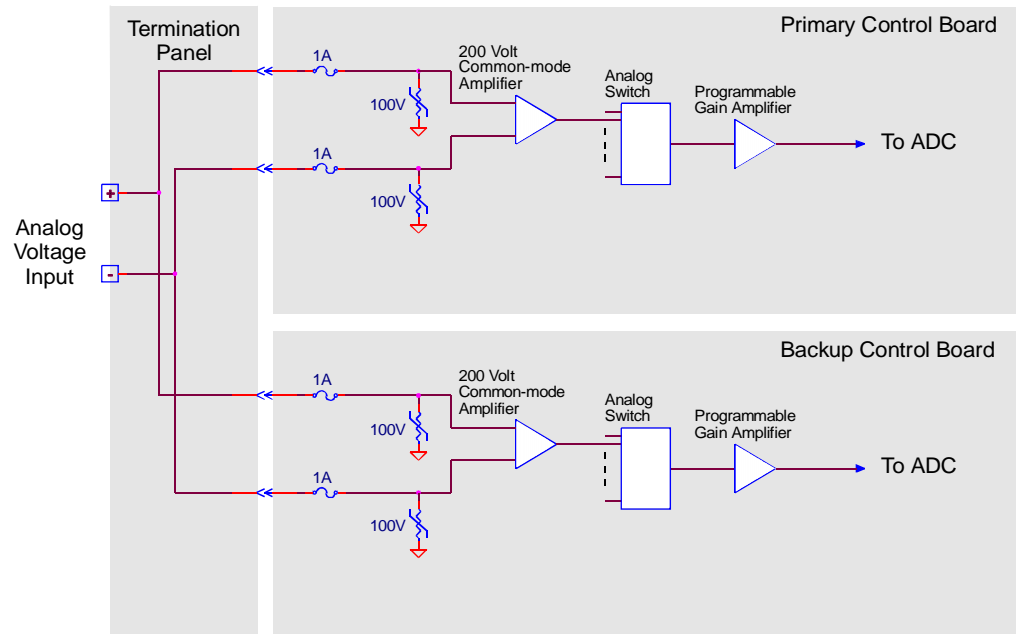 Termination
Panel
Primary Control Board
1A
200 Volt
Common-mode
Amplifier
Analog
Switch
Programmable
Gain Amplifier
100V
To ADC
1A
100V
+
Analog
Voltage
Input
-
Backup Control Board
1A
200 Volt
Common-mode
Amplifier
Analog
Switch
Programmable
Gain Amplifier
100V
To ADC
1A
100V